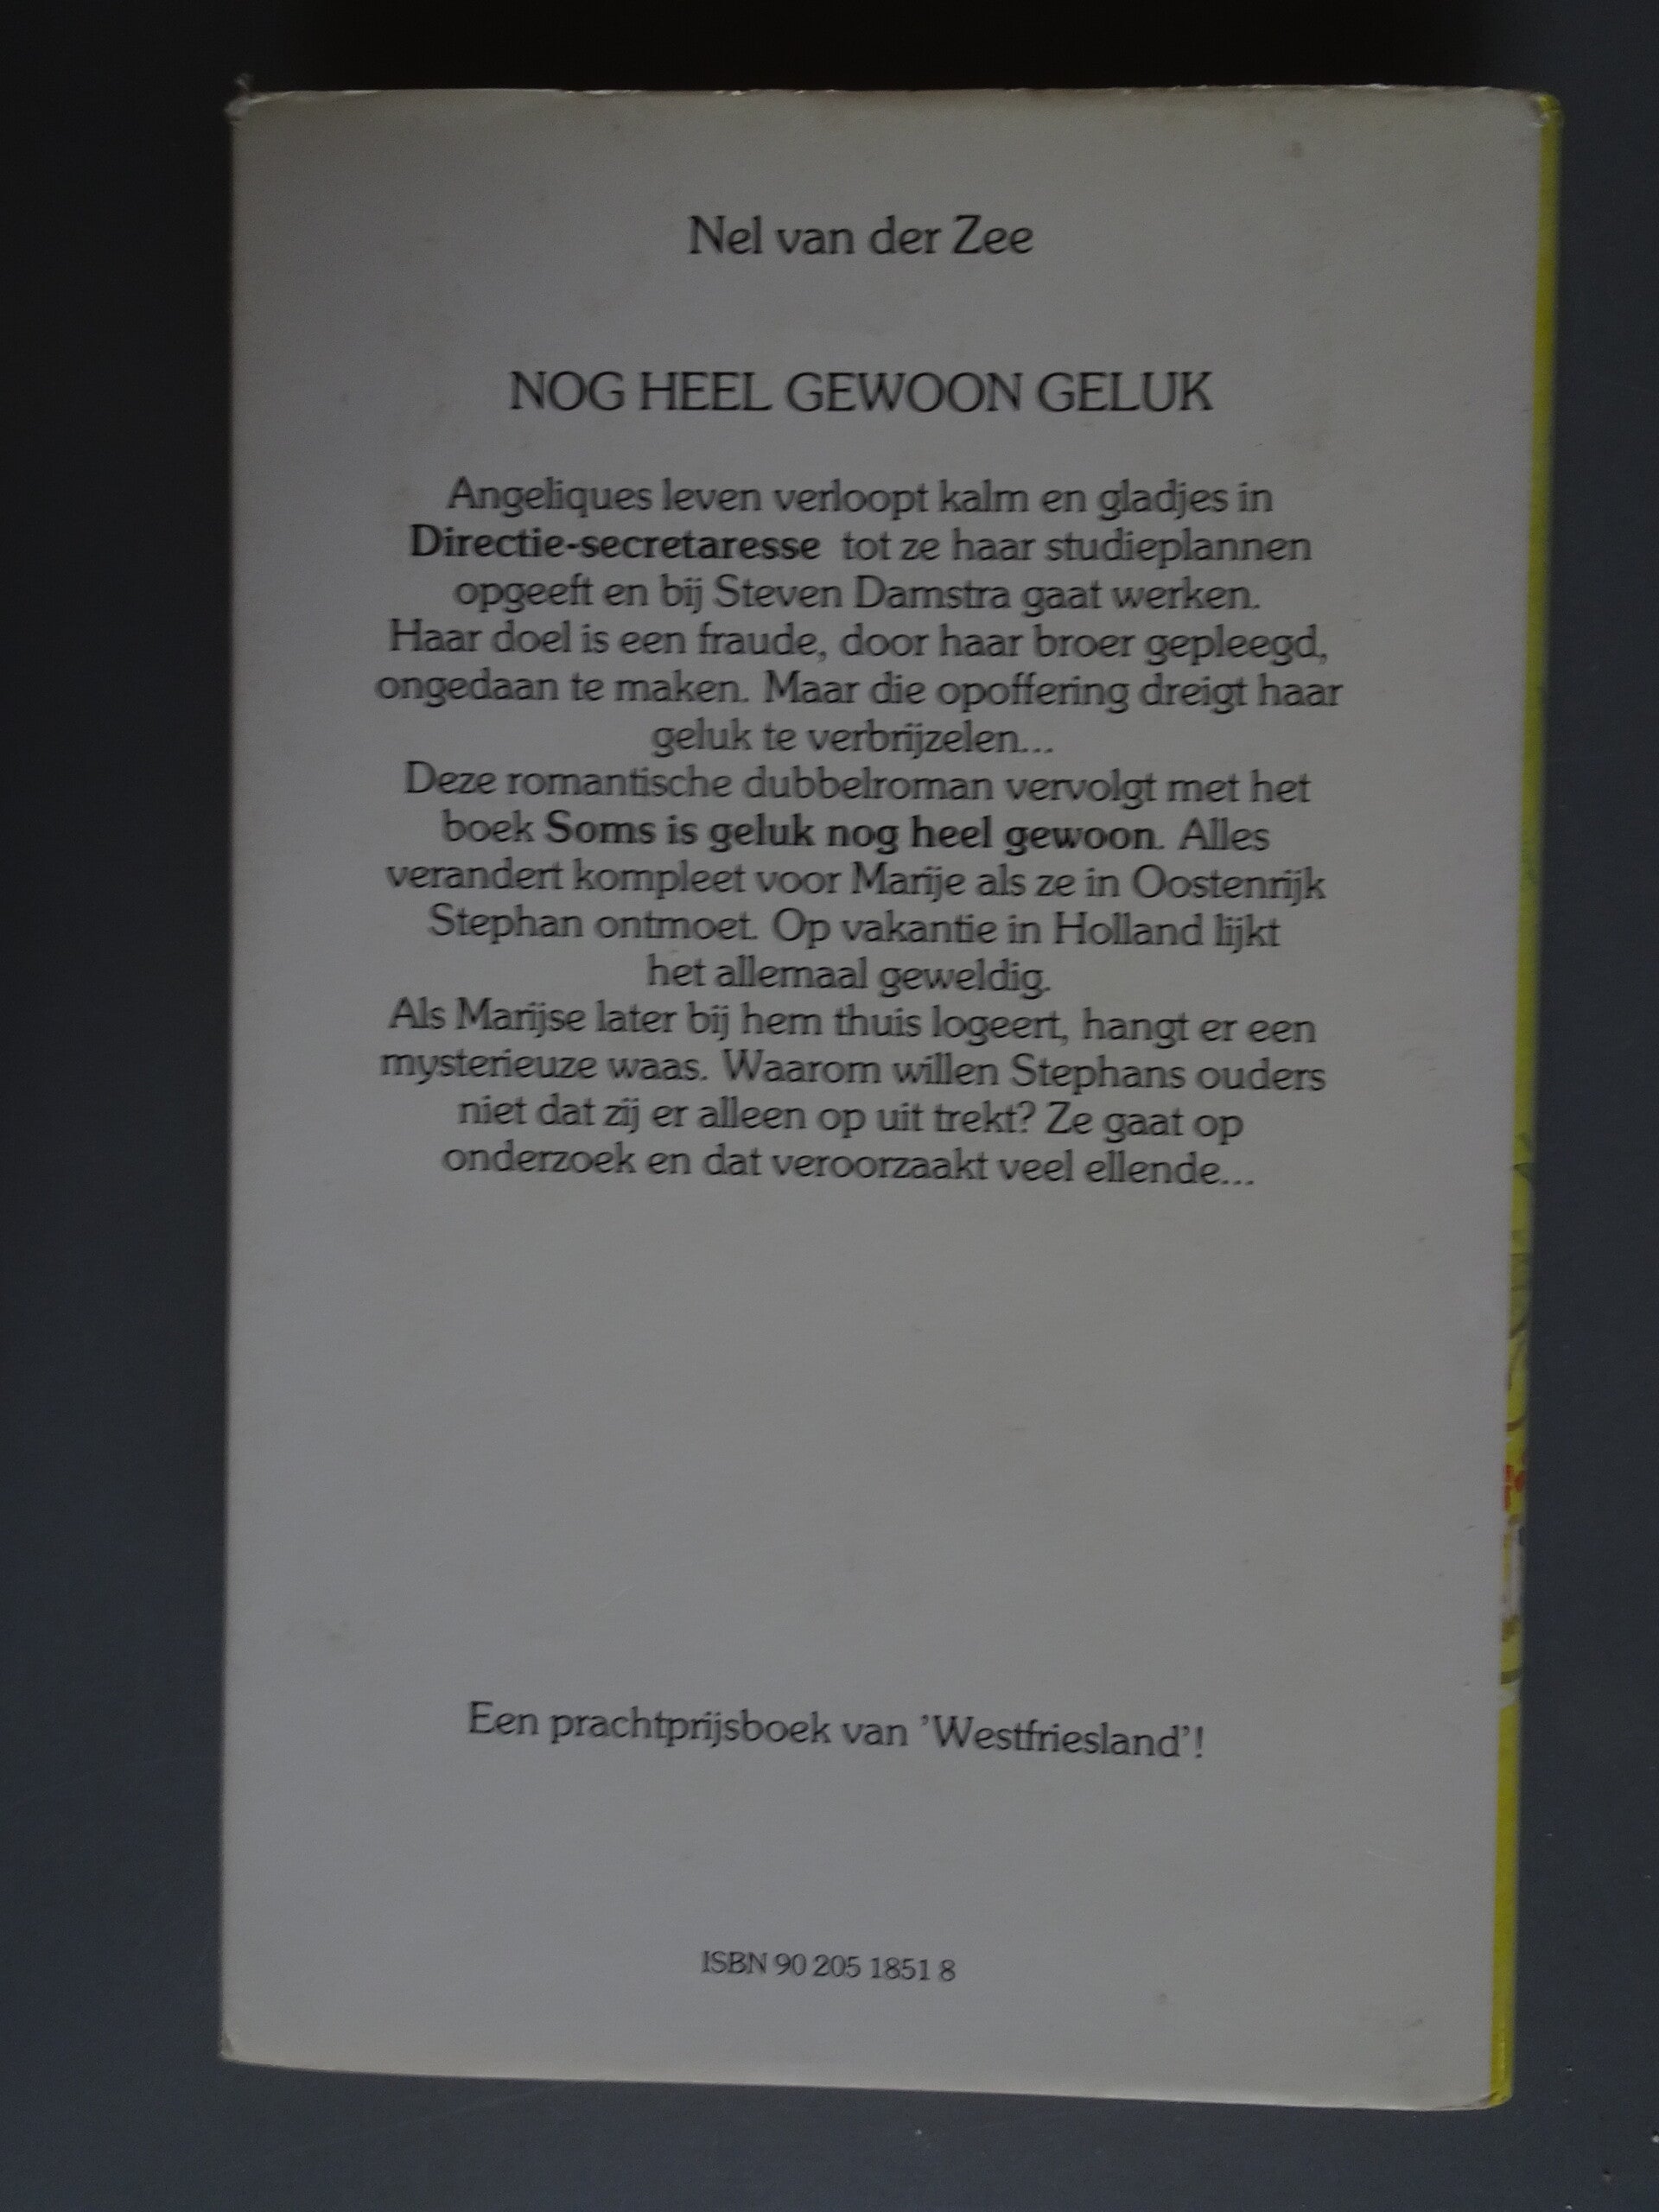 Nel van der Zee
NOG HEEL GEWOON GELUK
Angeliques leven verloopt kalm en gladjes in
Directie-secretaresse tot ze haar studieplannen
opgeeft en bij Steven Damstra gaat werken.
Haar doel is een fraude, door haar broer gepleegd,
ongedaan te maken. Maar die opoffering dreigt haar
geluk te verbrijzelen...
Deze romantische dubbelroman vervolgt met het
boek Soms is geluk nog heel gewoon. Alles
verandert kompleet voor Marije als ze in Oostenrijk
Stephan ontmoet. Op vakantie in Holland lijkt
het allemaal geweldig.
Als Marijse later bij hem thuis logeert, hangt er een
mysterieuze waas. Waarom willen Stephans ouders
niet dat zij er alleen op uit trekt? Ze gaat op
onderzoek en dat veroorzaakt veel ellende...
Een prachtprijsboek van 'Westfriesland'!
ISBN 90 205 1851 8